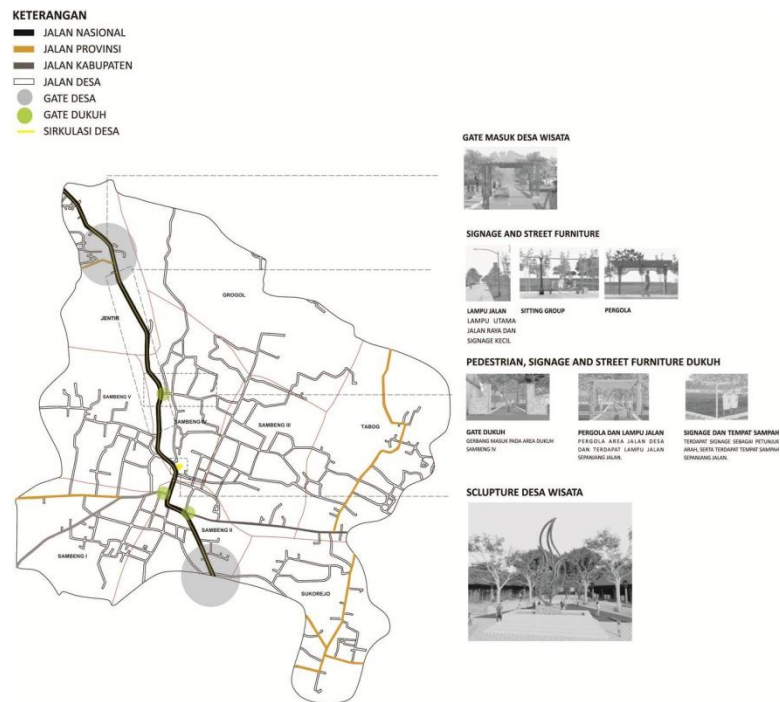 KETERANGAN
JALAN NASIONAL
JALAN PROVINSI
JALAN KABUPATEN
JALAN DESA
GATE DESA
GATE DUKUH
SIRKULASI DESA
GATE MASUK DESA WISATA
SIGNAGE AND STREET FURNITURE
LAMPU JALAN
LAMPU UTAMA
JALAN RAYA DAN
SIGNAGE KECIL
SITTING GROUP
PERGOLA
PEDESTRIAN, SIGNAGE AND STREET FURNITURE DUKUH
GATE DUKUH
GERBANG MASUK PADA AREA DUKUH
SAMBENG IV
PERGOLA DAN LAMPU JALAN
PERGOLA AREA JALAN DESA
DAN TERDAPAT LAMPU JALAN
SEPANJANG JALAN.
SIGNAGE DAN TEMPAT SAMPAH
TERDAPAT SIGNAGE SEBAGAI PETUNJUK
ARAH, SERTA TERDAPAT TEMPAT SAMPAH
SEPANJANG JALAN.
SCLUPTURE DESA WISATA
GROGOL
JENTIR
SAMBENG V
SAMBENG IV
SAMBENG III
TABOG
SAMBENG II
SAMBENG I
SUKOREJO